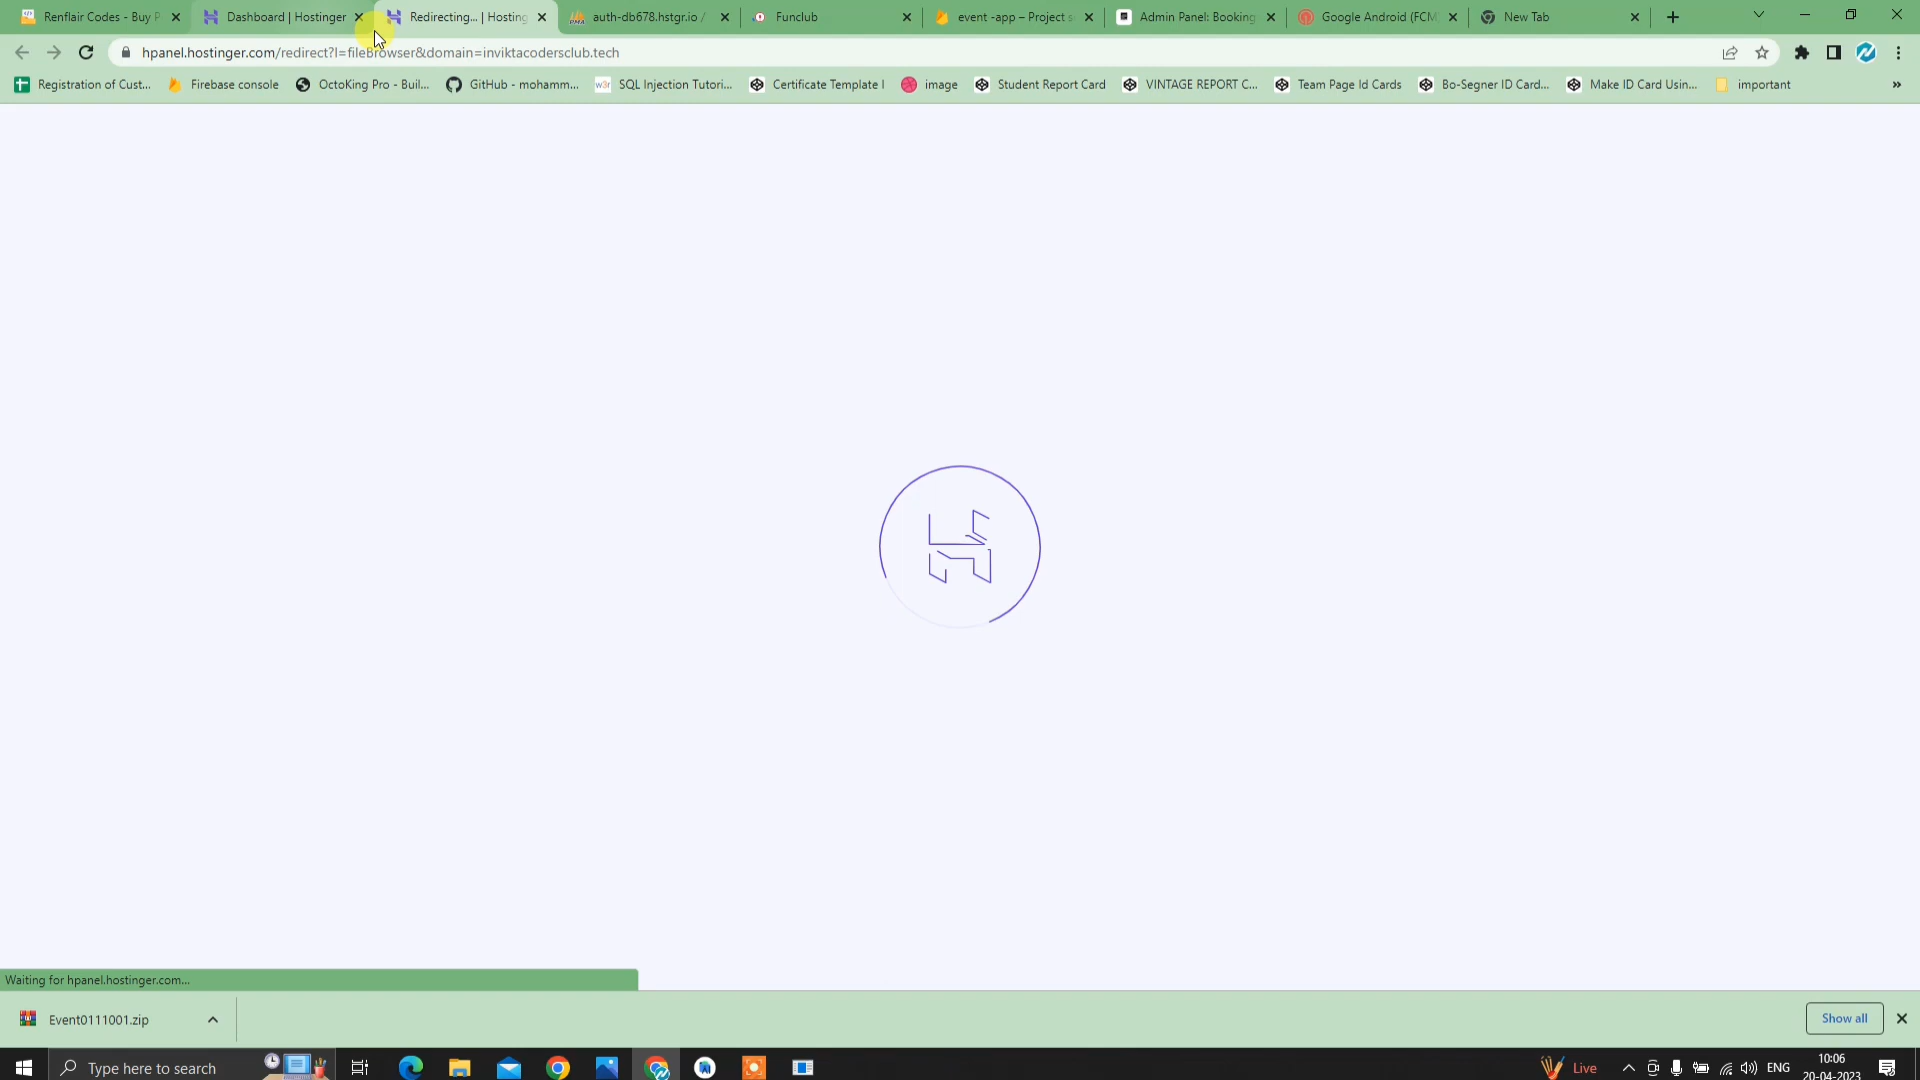 Renflair Codes - Buy P
Dashboard | Hostinger
Redirecting... | Hosting
auth-db678.hstgr.io /
Funclub
event -app – Project s
Admin Panel: Booking
Google Android (FCM
New Tab
hpanel.hostinger.com/redirect?l=fileBrowser&domain=inviktacodersclub.tech
Registration of Cust...
Firebase console
OctoKing Pro - Buil...
GitHub - mohamm...
w3r
SQL Injection Tutori...
Certificate Template I
image
Student Report Card
VINTAGE REPORT C...
Team Page Id Cards
Bo-Segner ID Card...
Make ID Card Usin...
important
»
Waiting for hpanel.hostinger.com...
Event0111001.zip
Show all
Type here to search
Live
ENG
10:06
20-04-2023